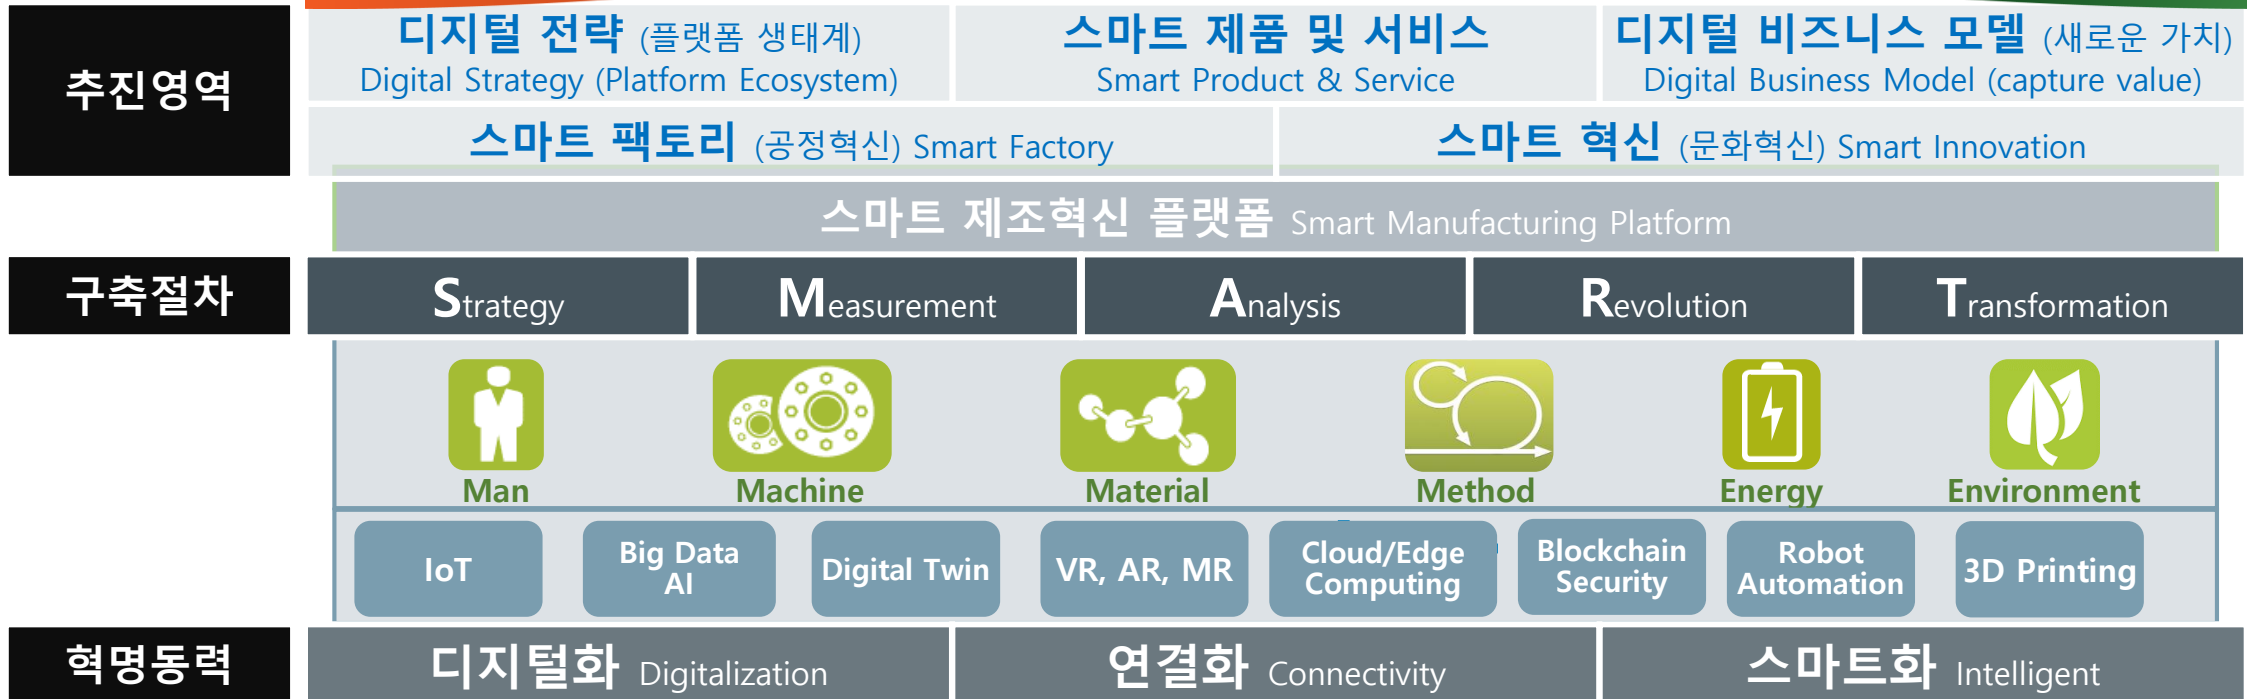 추진영역
디지털 전략 (플랫폼 생태계)
Digital Strategy (Platform Ecosystem)
스마트 제품 및 서비스
Smart Product & Service
디지털 비즈니스 모델 (새로운 가치)
Digital Business Model (capture value)
스마트 팩토리 (공정혁신) Smart Factory
스마트 혁신 (문화혁신) Smart Innovation
스마트 제조혁신 플랫폼 Smart Manufacturing Platform
구축절차
Strategy
Measurement
Analysis
Revolution
Transformation
Man
Machine
Material
Method
Energy
Environment
IoT
Big Data
AI
Digital Twin
VR, AR, MR
Cloud/Edge
Computing
Blockchain
Security
Robot
Automation
3D Printing
혁명동력
디지털화 Digitalization
연결화 Connectivity
스마트화 Intelligent